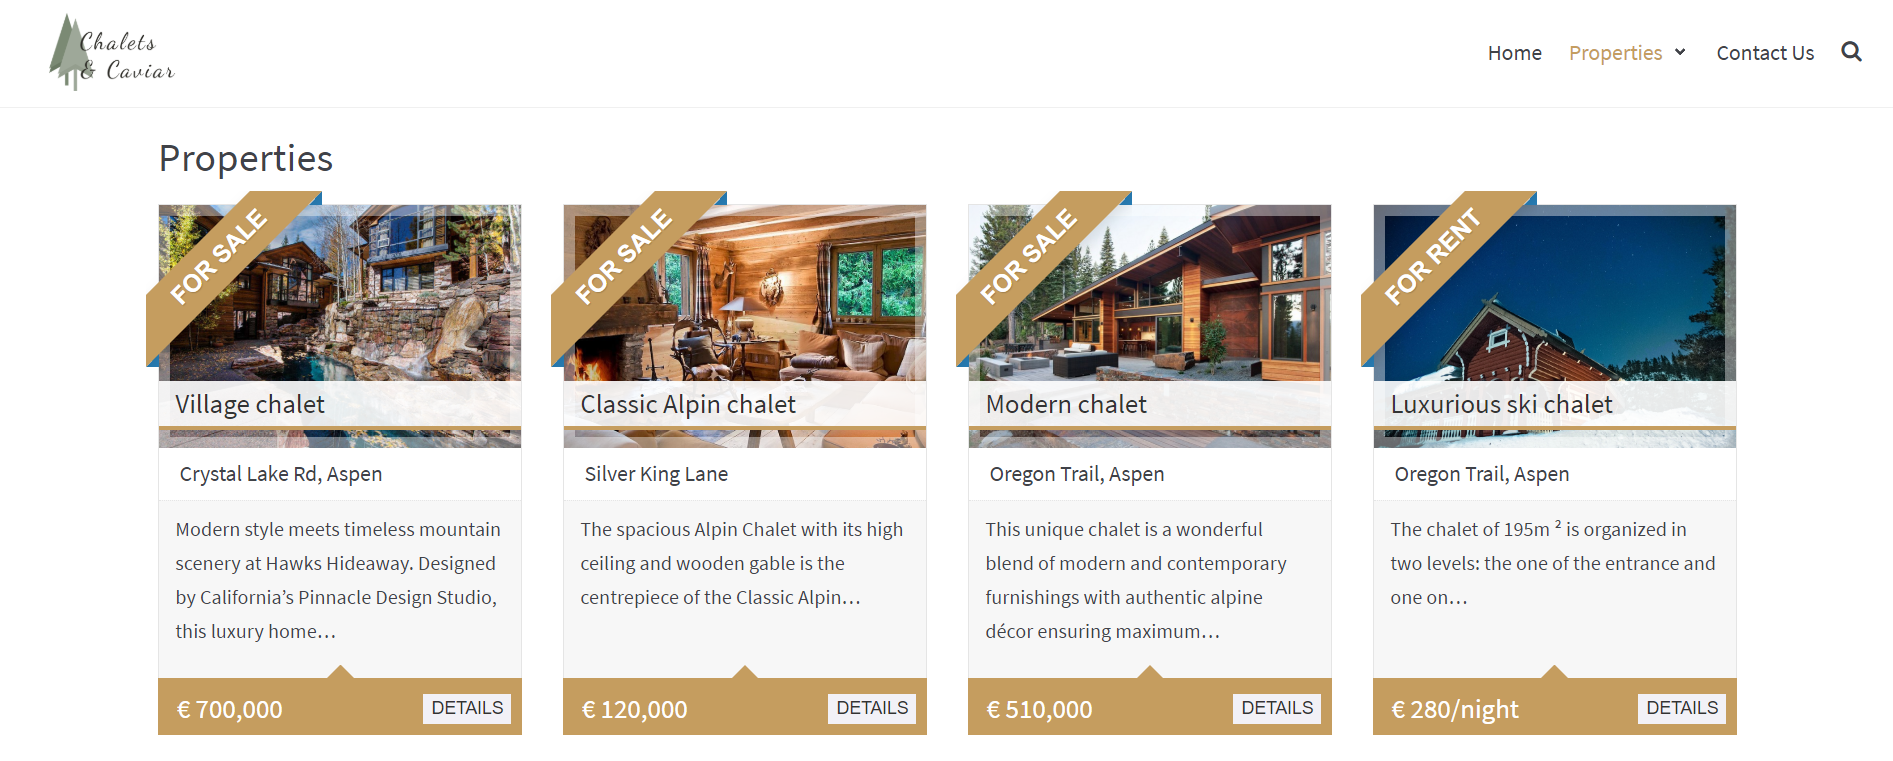 Chalets
& Caviar
Home
Properties
Contact Us
Properties
FOR SALE
Village chalet
Crystal Lake Rd, Aspen
Modern style meets timeless mountain
scenery at Hawks Hideaway. Designed
by California’s Pinnacle Design Studio,
this luxury home…
€ 700,000
DETAILS
FOR SALE
Classic Alpin chalet
Silver King Lane
The spacious Alpin Chalet with its high
ceiling and wooden gable is the
centrepiece of the Classic Alpin…
€ 120,000
DETAILS
FOR SALE
Modern chalet
Oregon Trail, Aspen
This unique chalet is a wonderful
blend of modern and contemporary
furnishings with authentic alpine
décor ensuring maximum…
€ 510,000
DETAILS
FOR RENT
Luxurious ski chalet
Oregon Trail, Aspen
The chalet of 195m ² is organized in
two levels: the one of the entrance and
one on…
€ 280/night
DETAILS